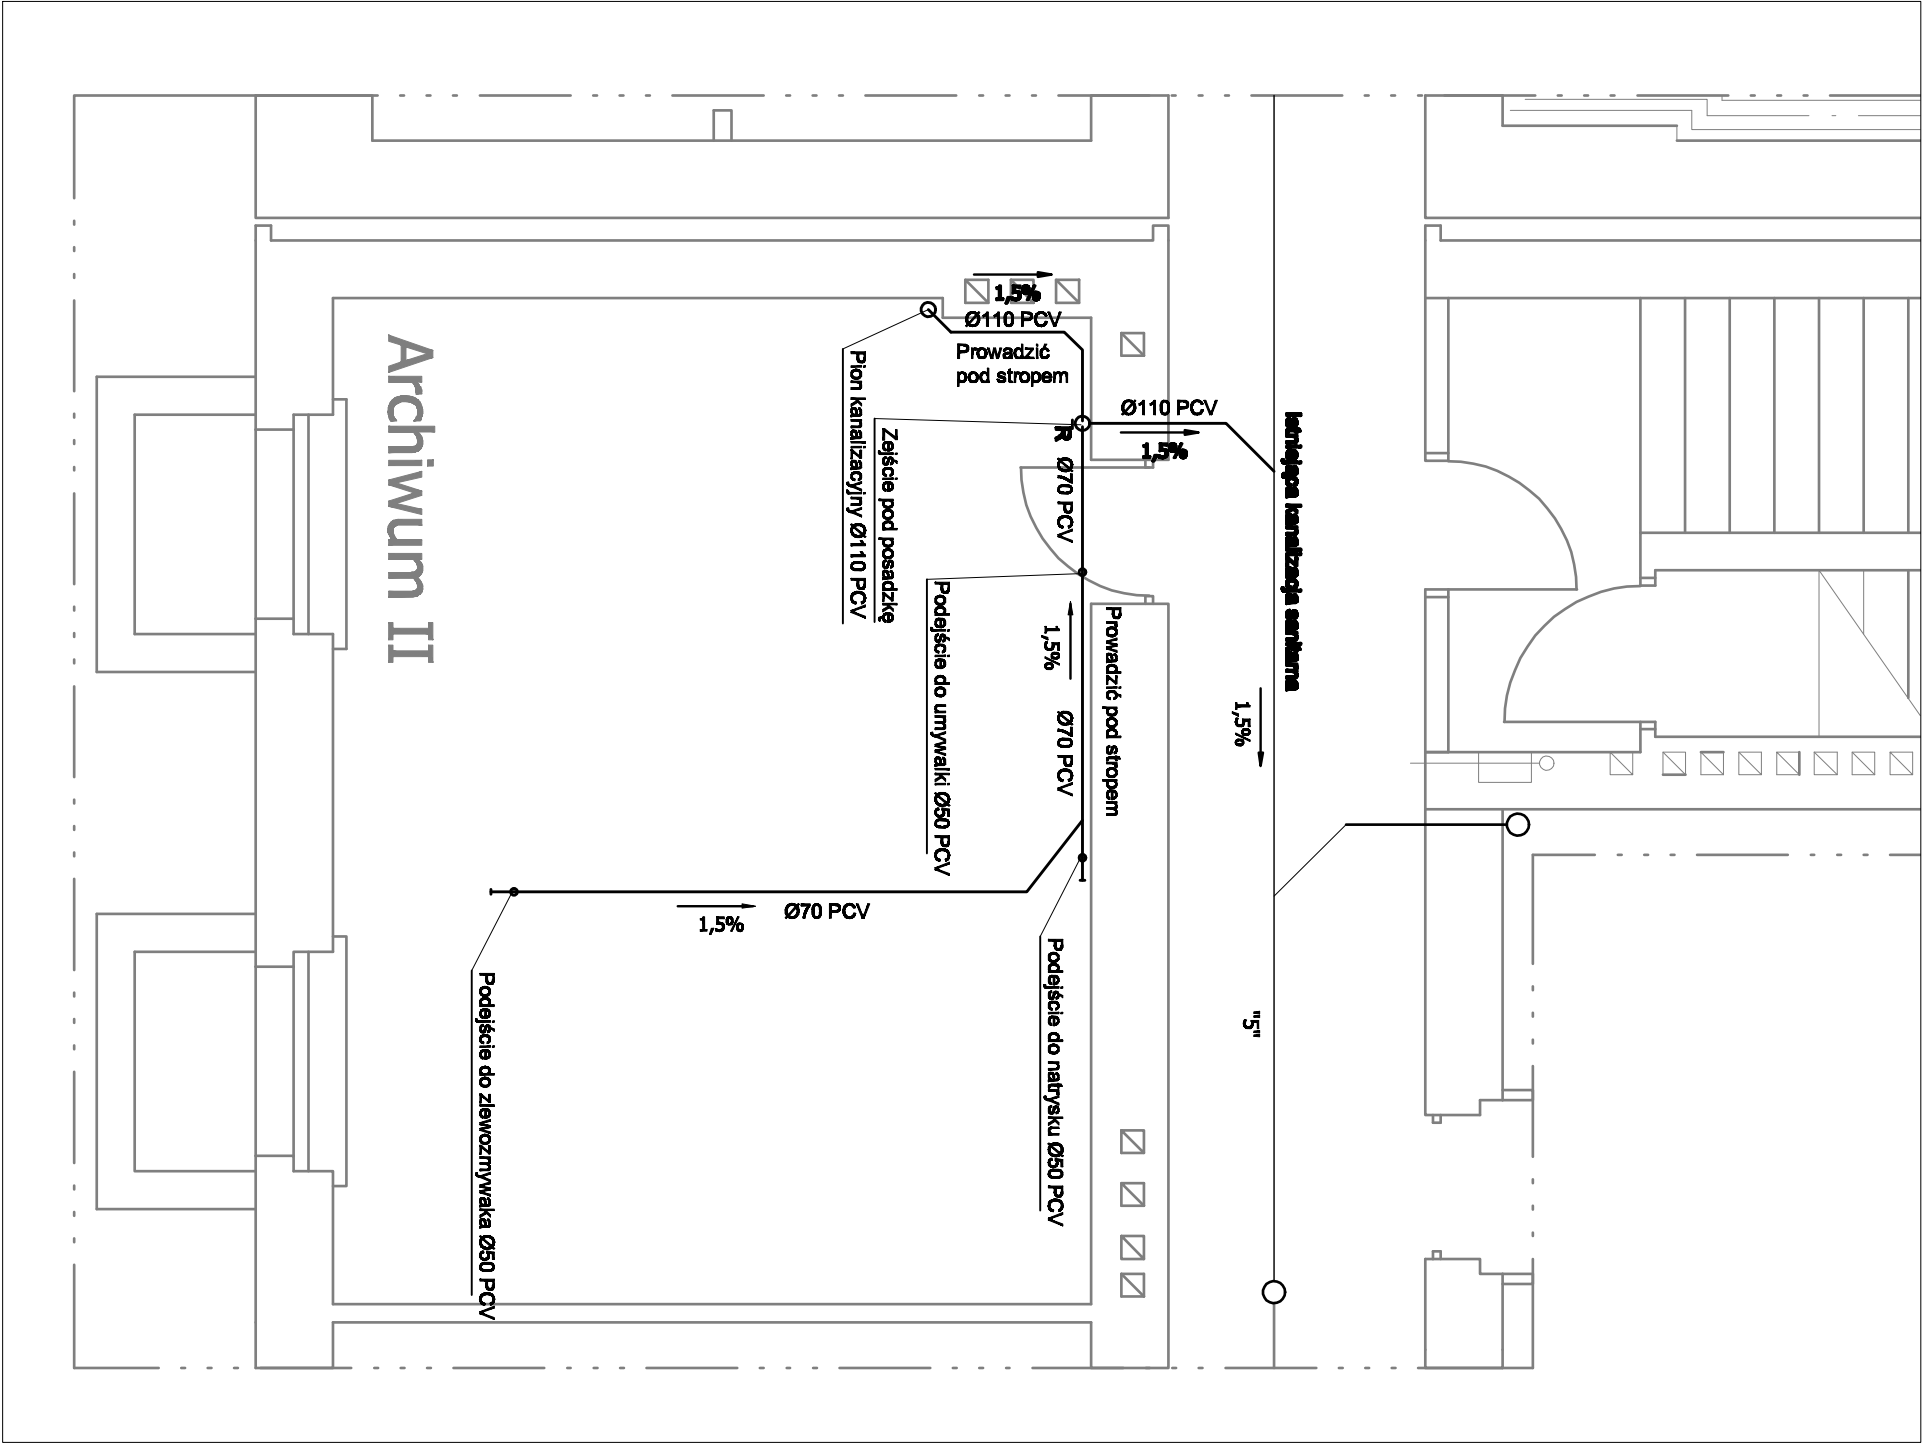 1,5%
Ø110 PCV
Prowadzić
pod stropem
Ø110 PCV
1,5%
R
Ø70 PCV
Istniejąca kanalizacja sanitarna
Archiwum II
Pion kanalizacyjny Ø110 PCV
Zejście pod posadzkę
Podejście do umywalki Ø50 PCV
1,5%
Prowadzić pod stropem
Ø70 PCV
1,5%
1,5%
Ø70 PCV
Podejście do natrysku Ø50 PCV
Podejście do zlewozmywaka Ø50 PCV
"5"